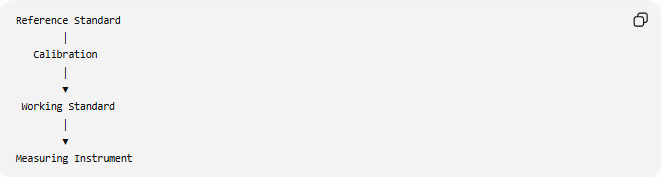 Reference Standard
│
Calibration
│
▼
Working Standard
│
▼
Measuring Instrument